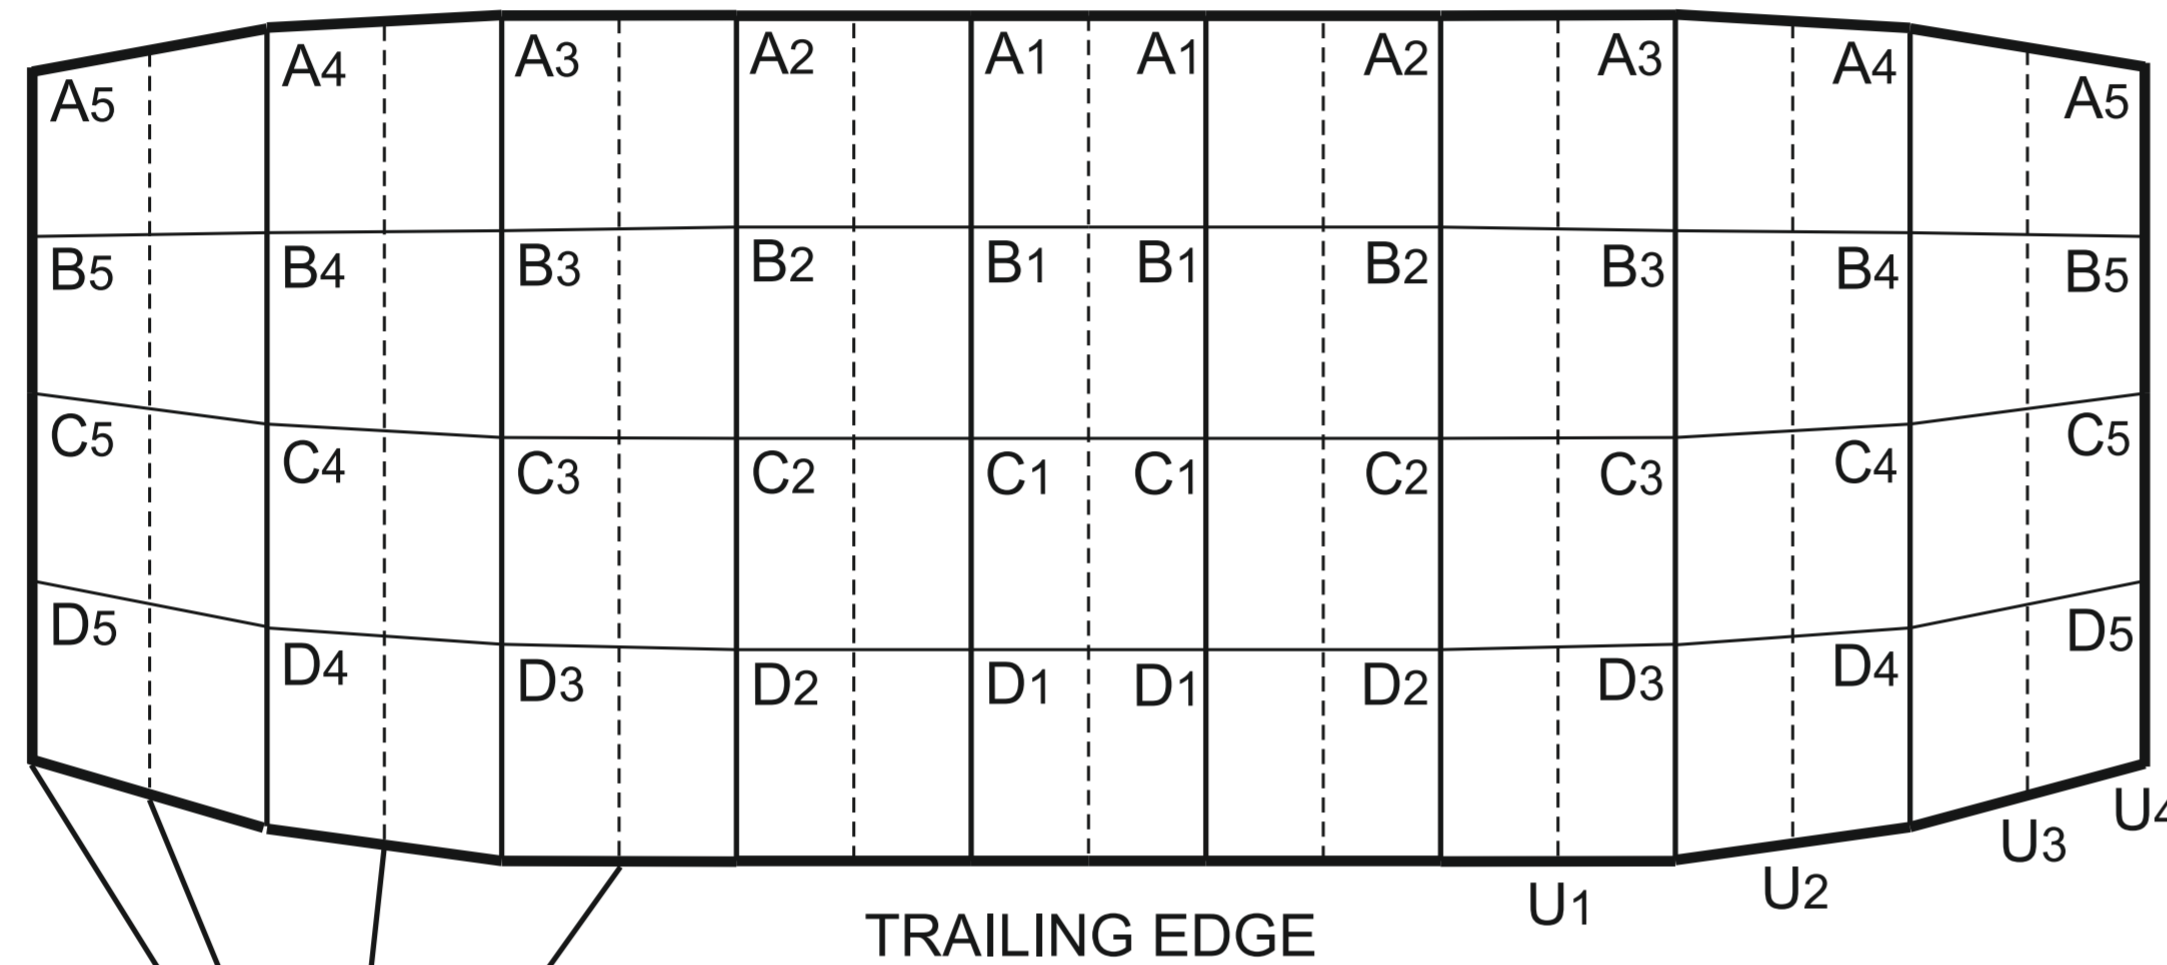 A5 A4 A3 A2 A1 A1 A2 A3 A4 A5
B5 B4 B3 B2 B1 B1 B2 B3 B4 B5
C5 C4 C3 C2 C1 C1 C2 C3 C4 C5
D5 D4 D3 D2 D1 D1 D2 D3 D4 D5
U1 U2 U3 U4
TRAILING EDGE